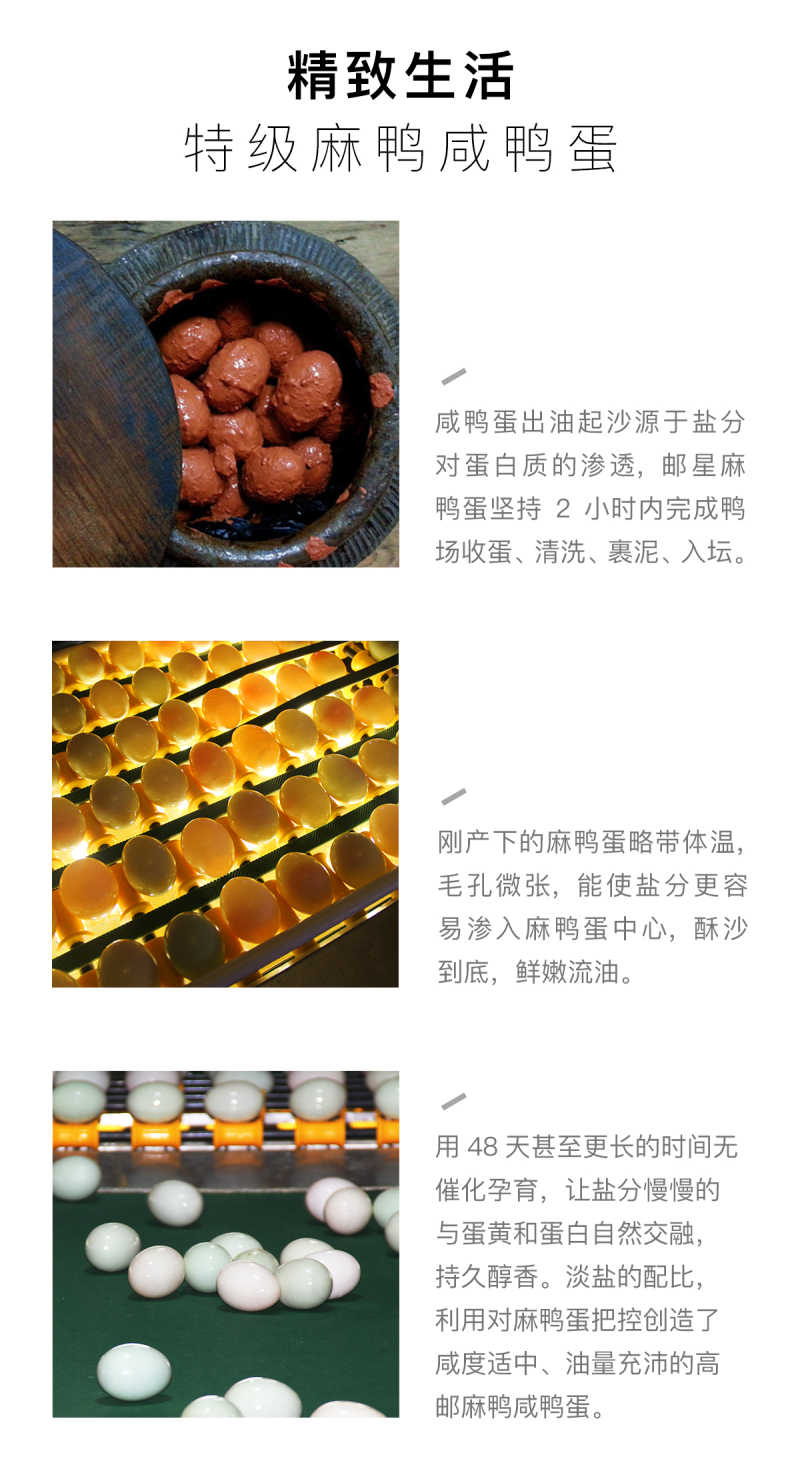 精致生活
特级麻鸭咸鸭蛋
咸鸭蛋出油起沙源于盐分
对蛋白质的渗透，邮星麻
鸭蛋坚持 2 小时内完成鸭
场收蛋、清洗、裹泥、入坛。
刚产下的麻鸭蛋略带体温，
毛孔微张，能使盐分更容
易渗入麻鸭蛋中心，酥沙
到底，鲜嫩流油。
用 48 天甚至更长的时间无
催化孕育，让盐分慢慢的
与蛋黄和蛋白自然交融，
持久醇香。淡盐的配比，
利用对麻鸭蛋把控创造了
咸度适中、油量充沛的高
邮麻鸭咸鸭蛋。